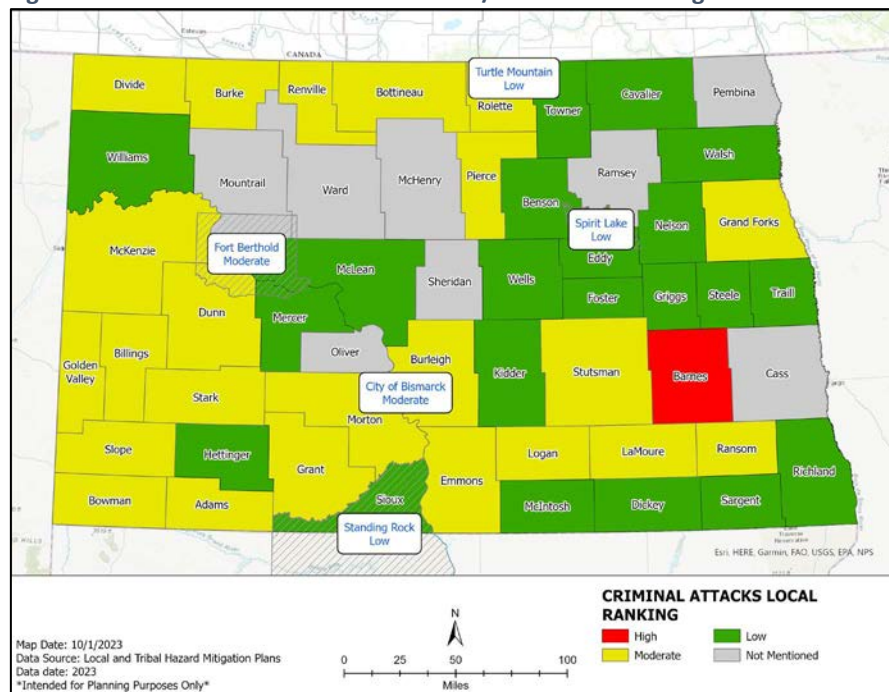 CANADA
Divide
Burke
Renville
Bottineau
Turtle Mountain
Low
Rolette
Towner
Cavalier
Pembina
Williams
Mountrail
Ward
McHenry
Pierce
Benson
Ramsey
Walsh
Nelson
Grand Forks
Spirit Lake
Low
McKenzie
Fort Berthold
Moderate
McLean
Sheridan
Wells
Eddy
Foster
Griggs
Steele
Traill
Dunn
Mercer
Oliver
Golden
Valley
Billings
Stark
Burleigh
Kidder
Stutsman
Barnes
Cass
City of Bismarck
Moderate
Morton
Slope
Hettinger
Grant
Emmons
Logan
LaMoure
Ransom
Richland
Bowman
Adams
Sioux
McIntosh
Dickey
Sargent
Standing Rock
Low
Esri, HERE, Garmin, FAO, USGS, EPA, NPS
CRIMINAL ATTACKS LOCAL
RANKING
High
Low
Moderate
Not Mentioned
N
0 25 50 100
Miles
Map Date: 10/1/2023
Data Source: Local and Tribal Hazard Mitigation Plans
Data date: 2023
*Intended for Planning Purposes Only*